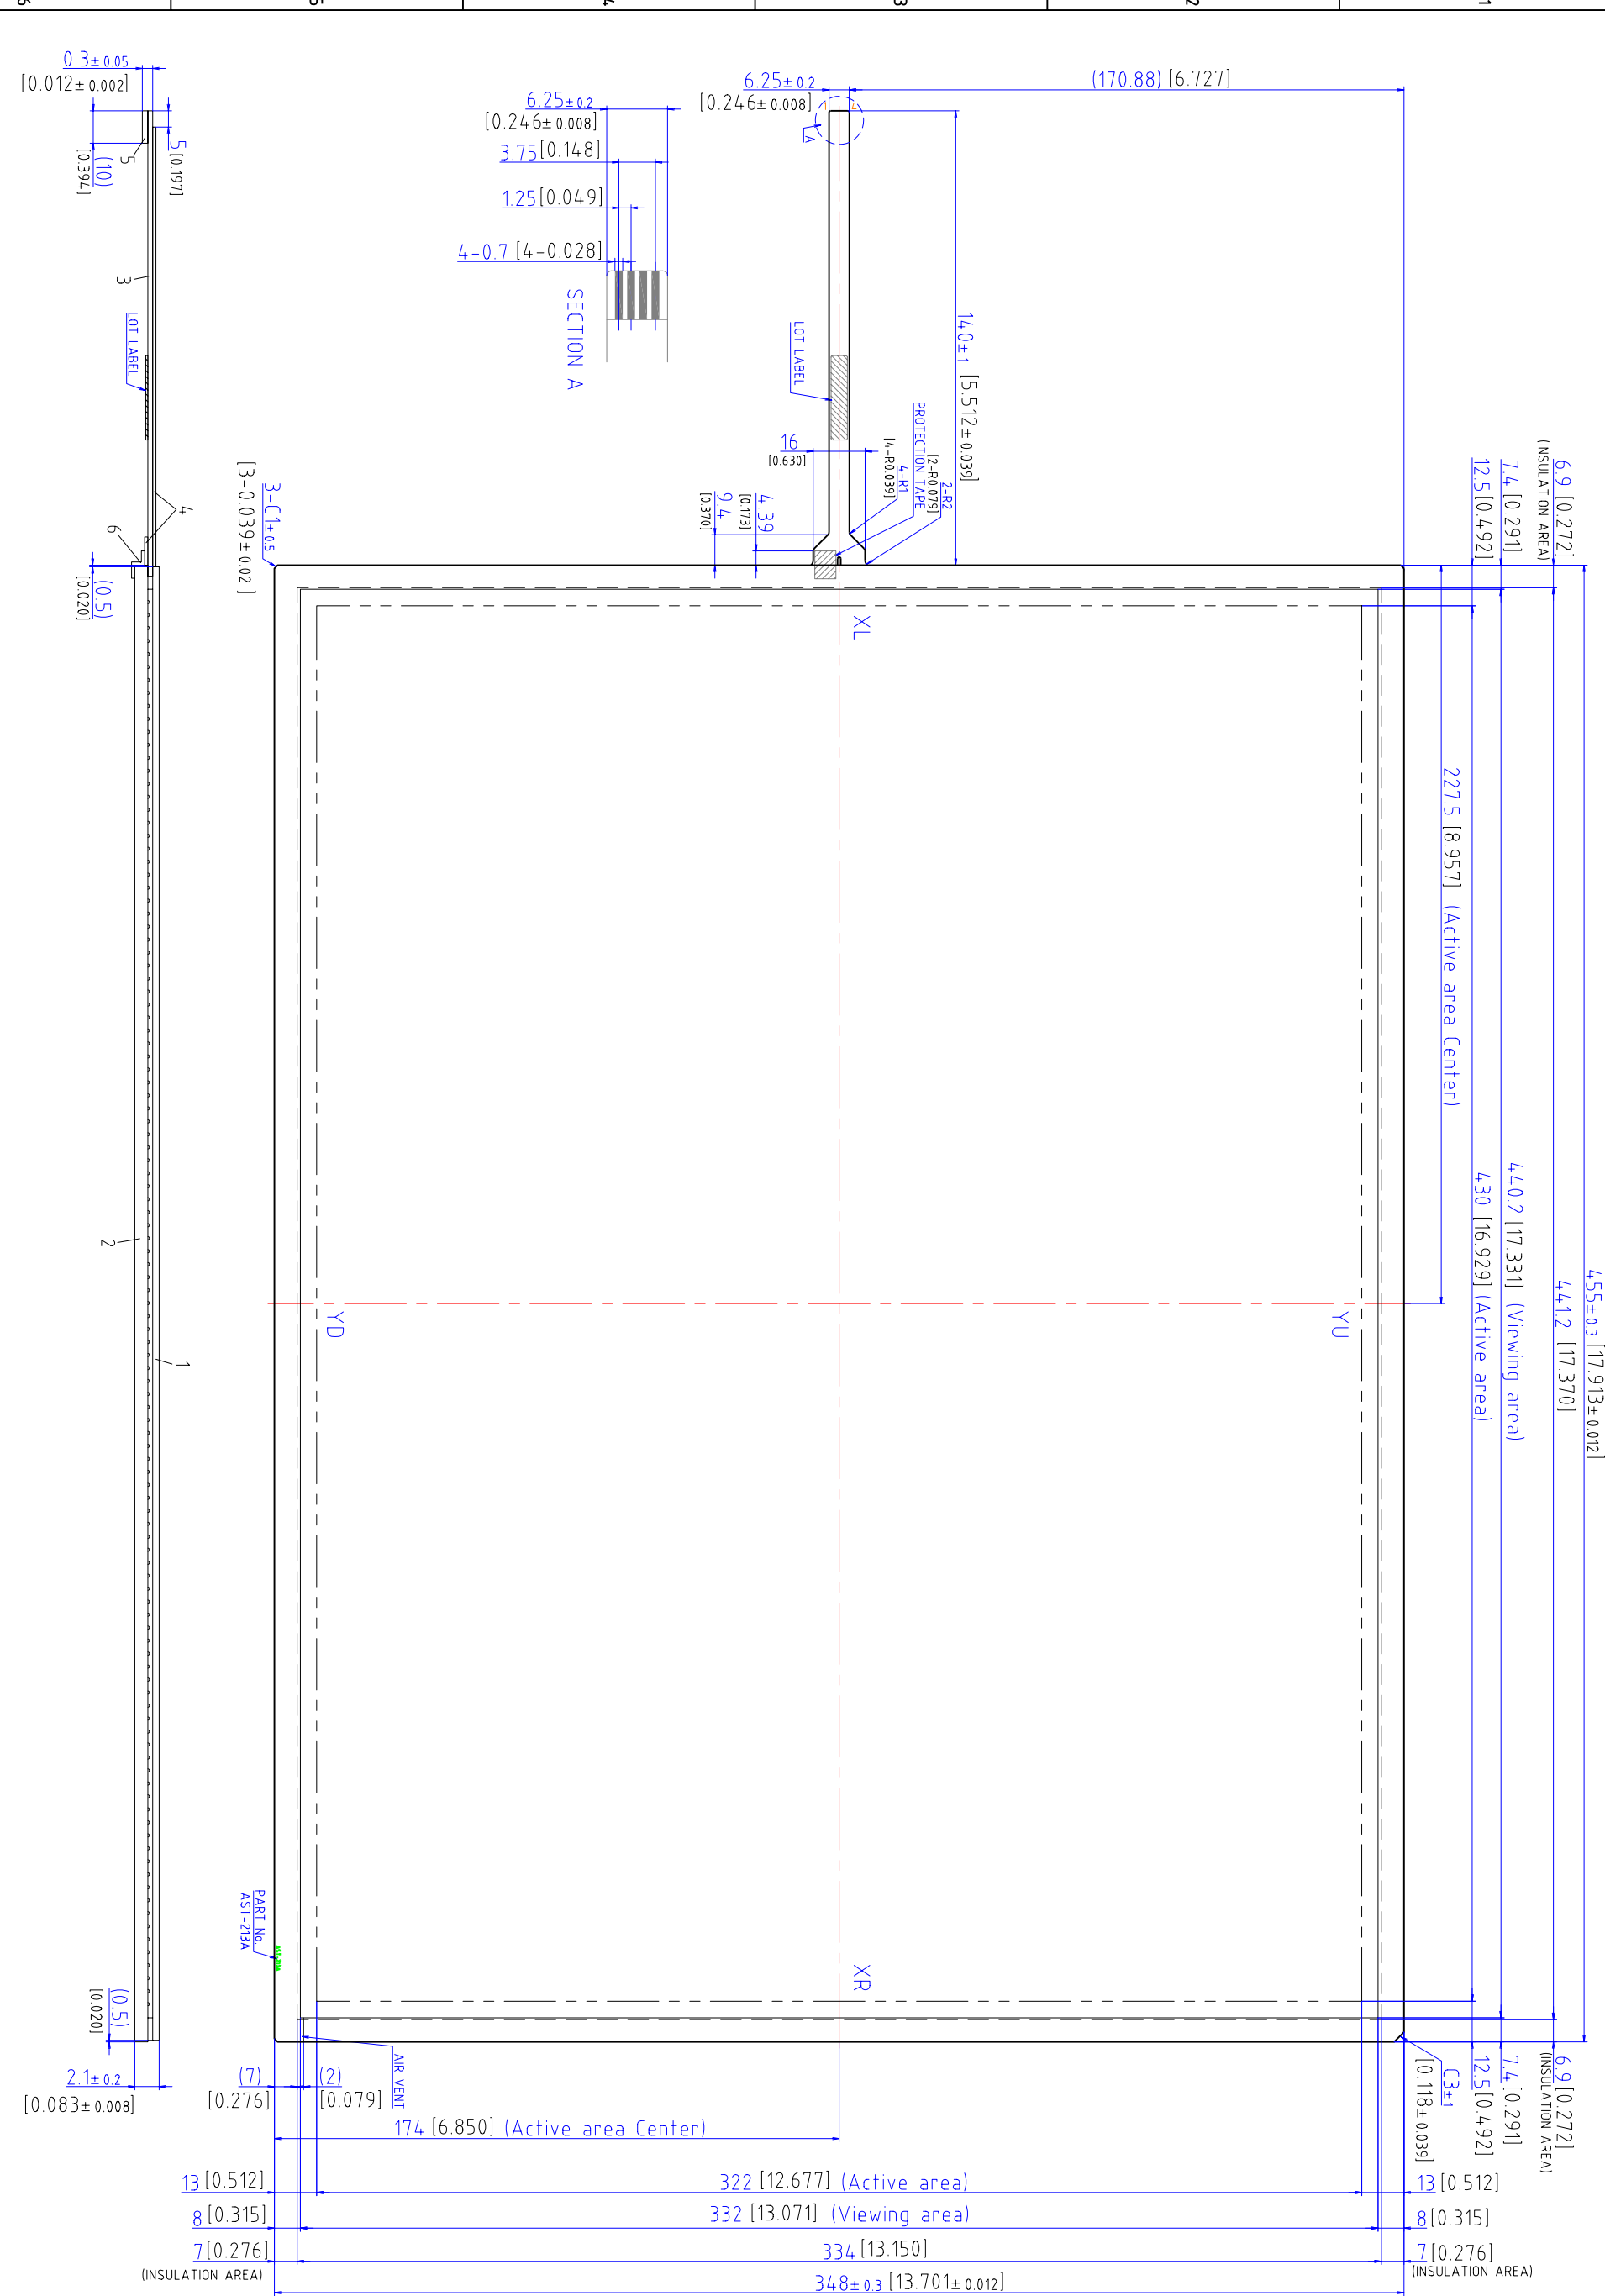 6
5
4
3
2
1
0.3± 0.05
[0.012± 0.002]
5 [0.197]
(10)
[0.394]
5
3
LOT LABEL
4
6
(0.5)
[0.020]
2
1
(0.5)
[0.020]
2.1± 0.2
[0.083± 0.008]
6.25± 0.2
[0.246± 0.008]
(170.88) [6.727]
A
6.25± 0.2
[0.246± 0.008]
3.75 [0.148]
1.25 [0.049]
4-0.7 [4-0.028]
SECTION A
140± 1 [5.512± 0.039]
LOT LABEL
PROTECTION TAPE
16
[0.630]
4-R1
[4-R0.039]
2-R2
[2-R0.079]
4.39
[0.173]
9.4
[0.370]
3-C1± 0.5
[3-0.039± 0.02 ]
6.9 [0.272]
(INSULATION AREA)
7.4 [0.291]
12.5 [0.492]
XL
227.5 [8.957] (Active area Center)
455± 0.3 [17.913± 0.012]
441.2 [17.370]
440.2 [17.331] (Viewing area)
430 [16.929] (Active area)
YU
YD
XR
PART No.
AST-213A
AIR VENT
C3± 1
[0.118± 0.039]
6.9 [0.272]
(INSULATION AREA)
7.4 [0.291]
12.5 [0.492]
(7)
[0.276]
(2)
[0.079]
174 [6.850] (Active area Center)
13 [0.512]
322 [12.677] (Active area)
13 [0.512]
8 [0.315]
332 [13.071] (Viewing area)
8 [0.315]
7 [0.276]
(INSULATION AREA)
334 [13.150]
7 [0.276]
(INSULATION AREA)
348± 0.3 [13.701± 0.012]